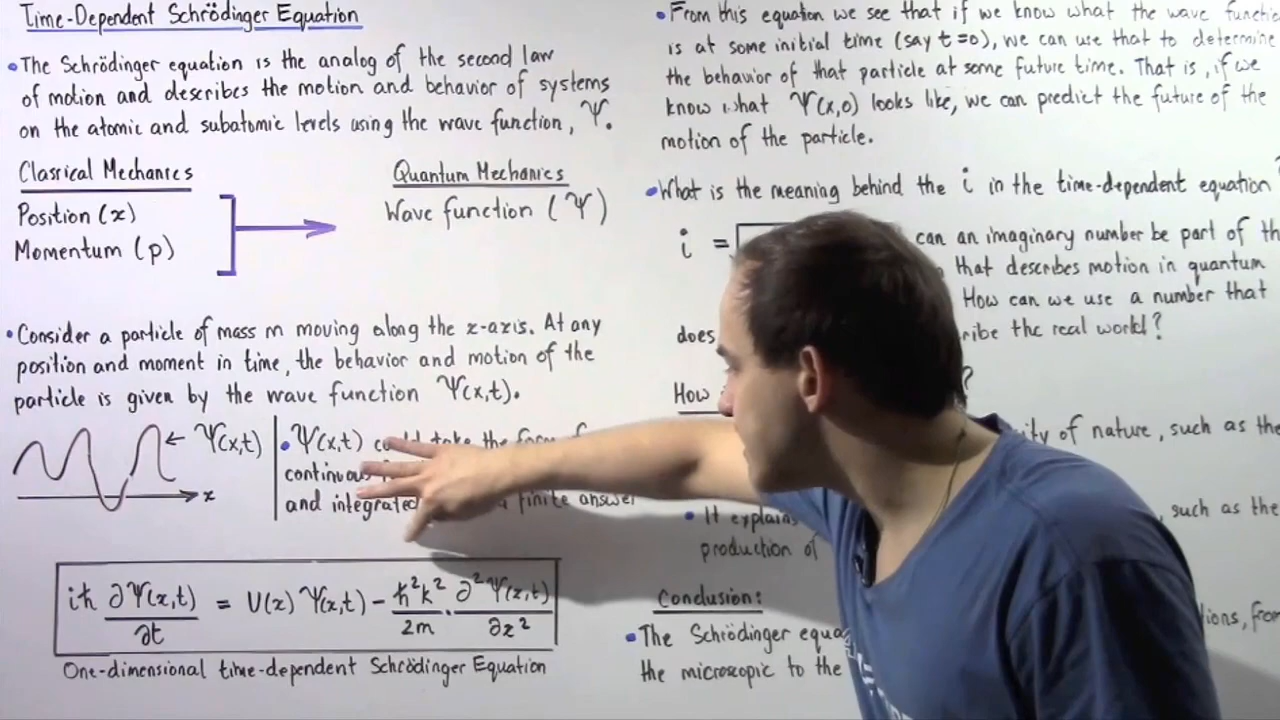 Time-Dependent Schrödinger Equation
• The Schrödinger equation is the analog of the second law
of motion and describes the motion and behavior of systems
on the atomic and subatomic levels using the wave function, Ψ.
Classical Mechanics
Position (x)
Momentum (p)
Quantum Mechanics
Wave function (Ψ)
• Consider a particle of mass m moving along the x-axis. At any
position and moment in time, the behavior and motion of the
particle is given by the wave function Ψ(x,t).
← Ψ(x,t)
x
• Ψ(x,t) take the form
continuous
and integrated finite answer
iħ ∂Ψ(x,t)/∂t = U(x) Ψ(x,t) - ħ²k²/2m · ∂²Ψ(x,t)/∂x²
One-dimensional time-dependent Schrödinger Equation
• From this equation we see that if we know what the wave
is at some initial time (say t=0), we can use that to determine
the behavior of that particle at some future time. That is, if we
know what Ψ(x,0) looks like, we can predict the future of the
motion of the particle.
• What is the meaning behind the i in the time-dependent equation?
i =
can an imaginary number be part of
that describes motion in quantum
How can we use a number that
does
the real world?
How
?
of nature, such as the
• It explains
, such as the
production of
Conclusion:
from
• The Schrödinger
the microscopic to the